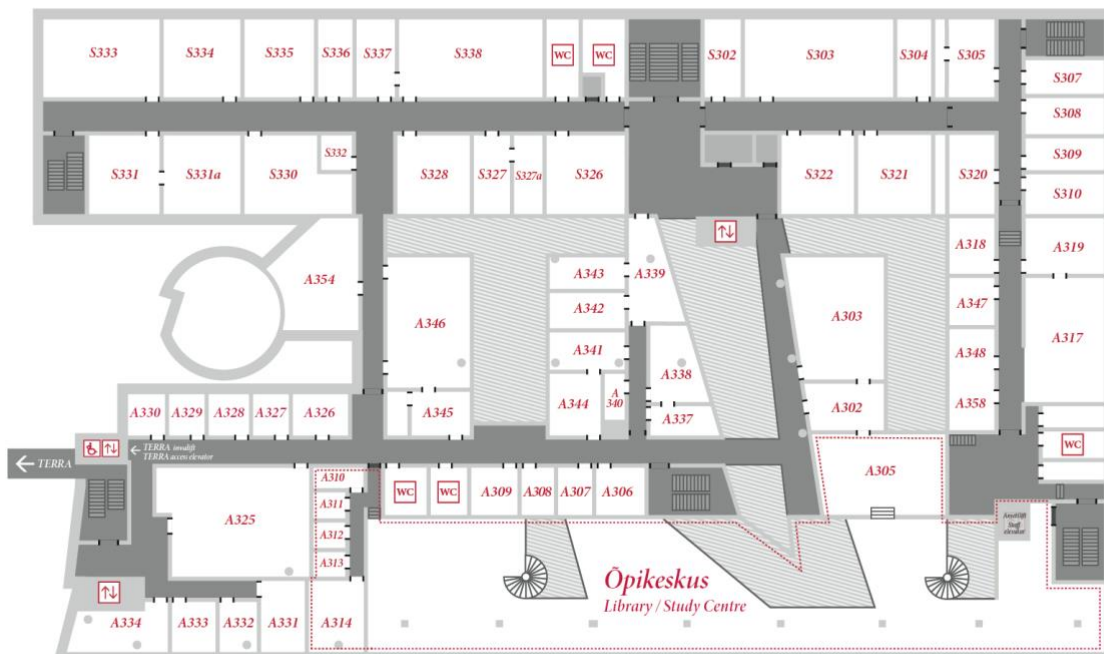 S333 S334 S335 S336 S337 S338 WC WC S302 S303 S304 S305
S307
S308
S309
S310
S332
S331 S331a S330 S328 S327 S327a S326 S322 S321 S320
A318 A319
A354 A343 A339
A342 A347
A346 A303 A317
A341 A348
A338
A344 A340 A302 A358
A330 A329 A328 A327 A326 A345 A337
WC
← TERRA
← TERRA invalift
TERRA access elevator
A305
A310
WC WC A309 A308 A307 A306
A311
A325
A312
A313
Õpikeskus
Library / Study Centre
A334 A333 A332 A331 A314